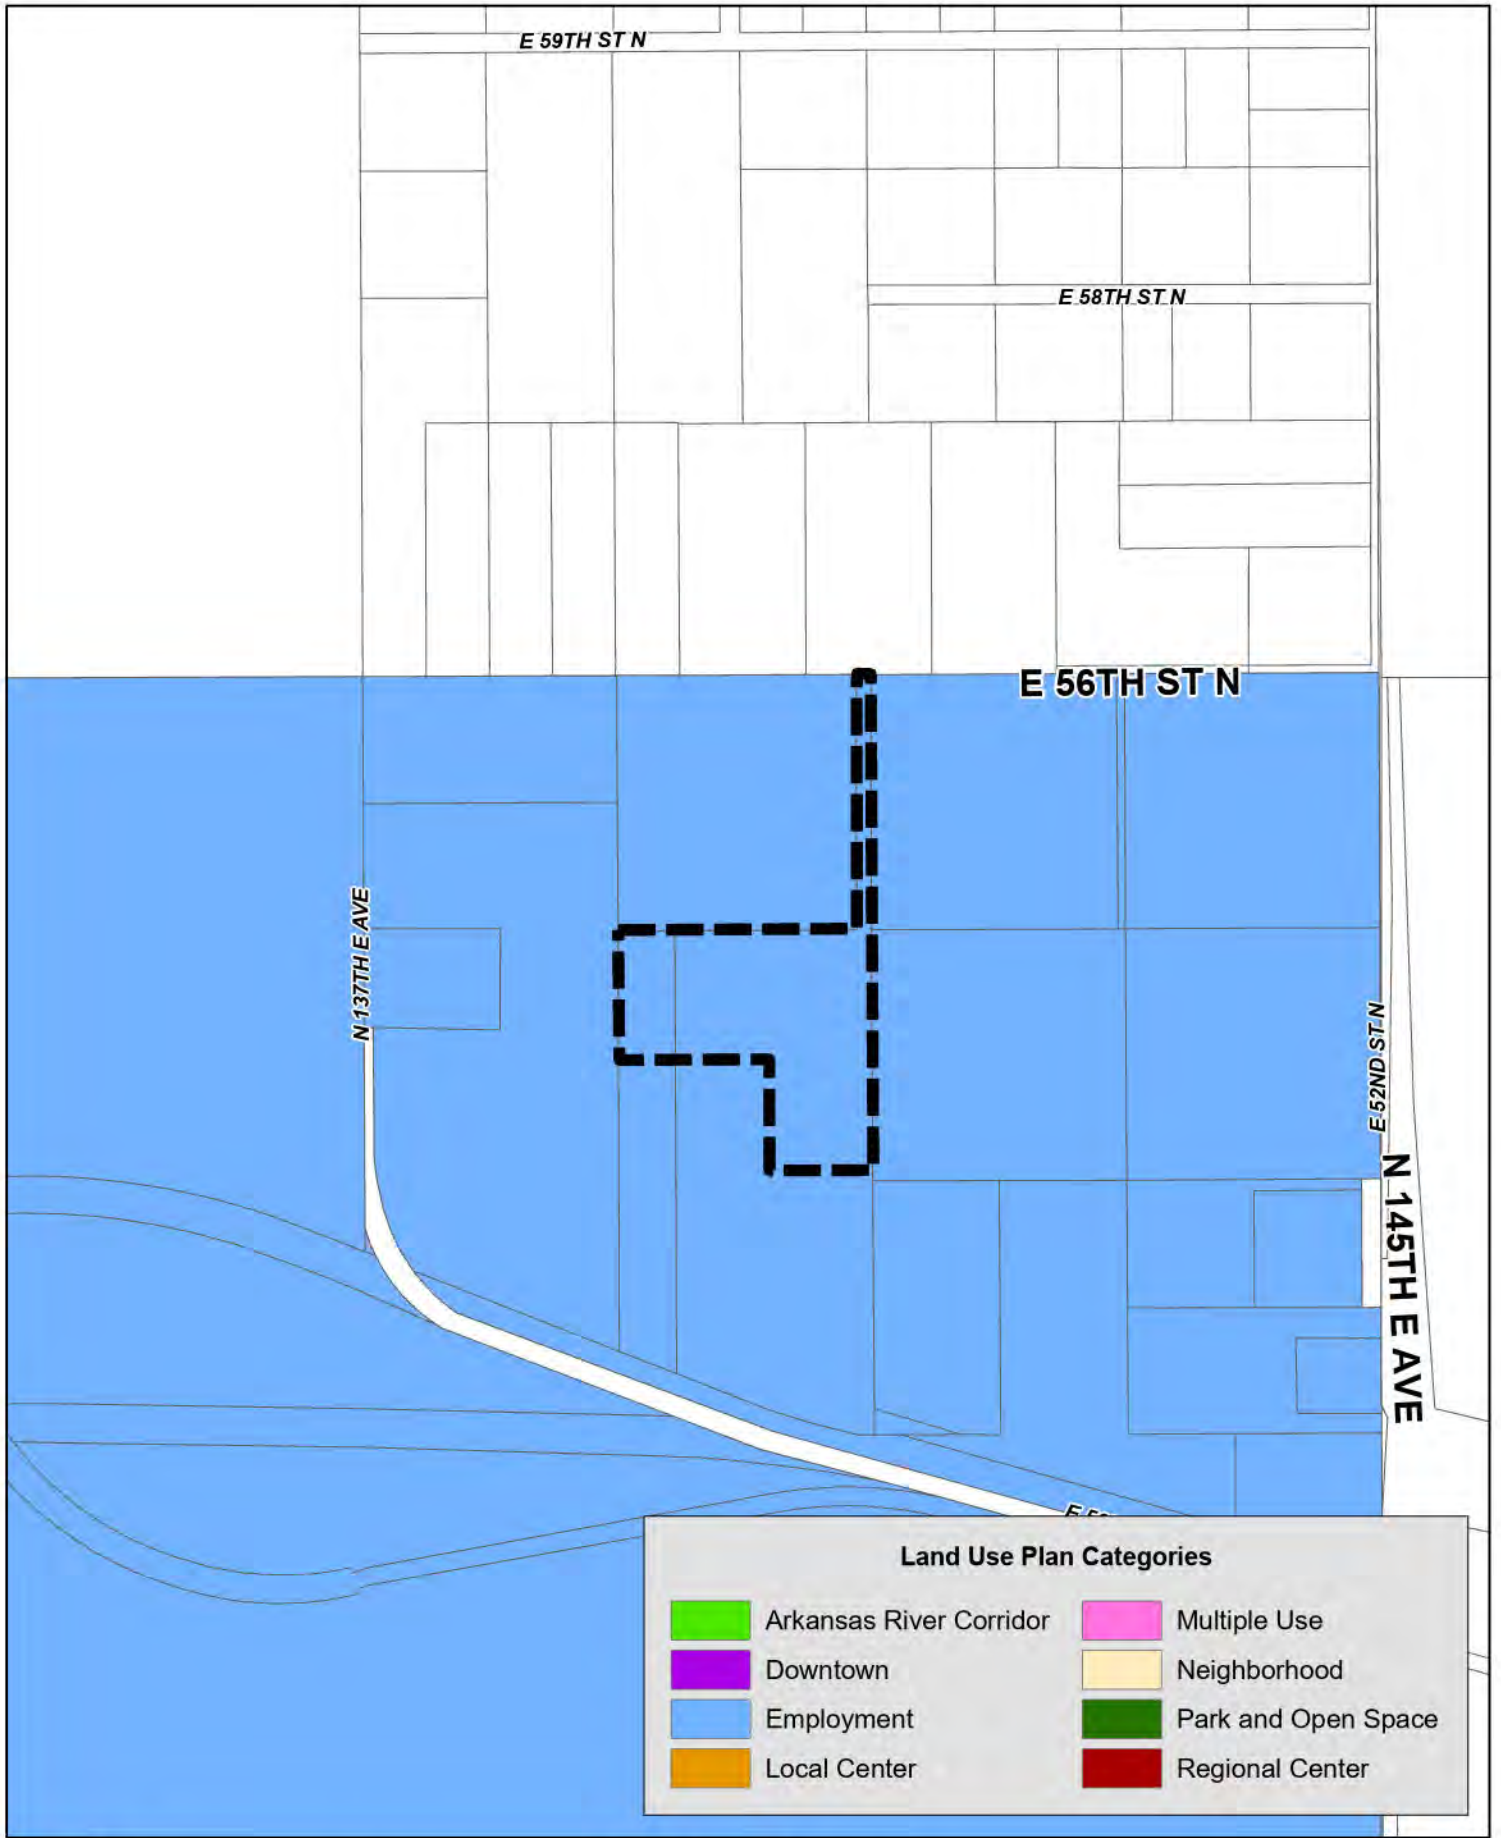 E 59TH ST N
E 58TH ST N
E 56TH ST N
N 137TH E AVE
E 52ND ST N
N 145TH E AVE
Land Use Plan Categories
Arkansas River Corridor
Multiple Use
Downtown
Neighborhood
Employment
Park and Open Space
Local Center
Regional Center